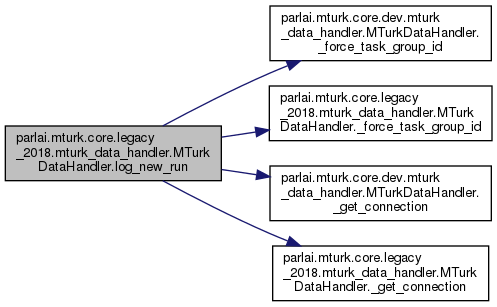 parlai.mturk.core.dev.mturk
_data_handler.MTurkDataHandler.
_force_task_group_id
parlai.mturk.core.legacy
_2018.mturk_data_handler.MTurk
DataHandler._force_task_group_id
parlai.mturk.core.legacy
_2018.mturk_data_handler.MTurk
DataHandler.log_new_run
parlai.mturk.core.dev.mturk
_data_handler.MTurkDataHandler.
_get_connection
parlai.mturk.core.legacy
_2018.mturk_data_handler.MTurk
DataHandler._get_connection